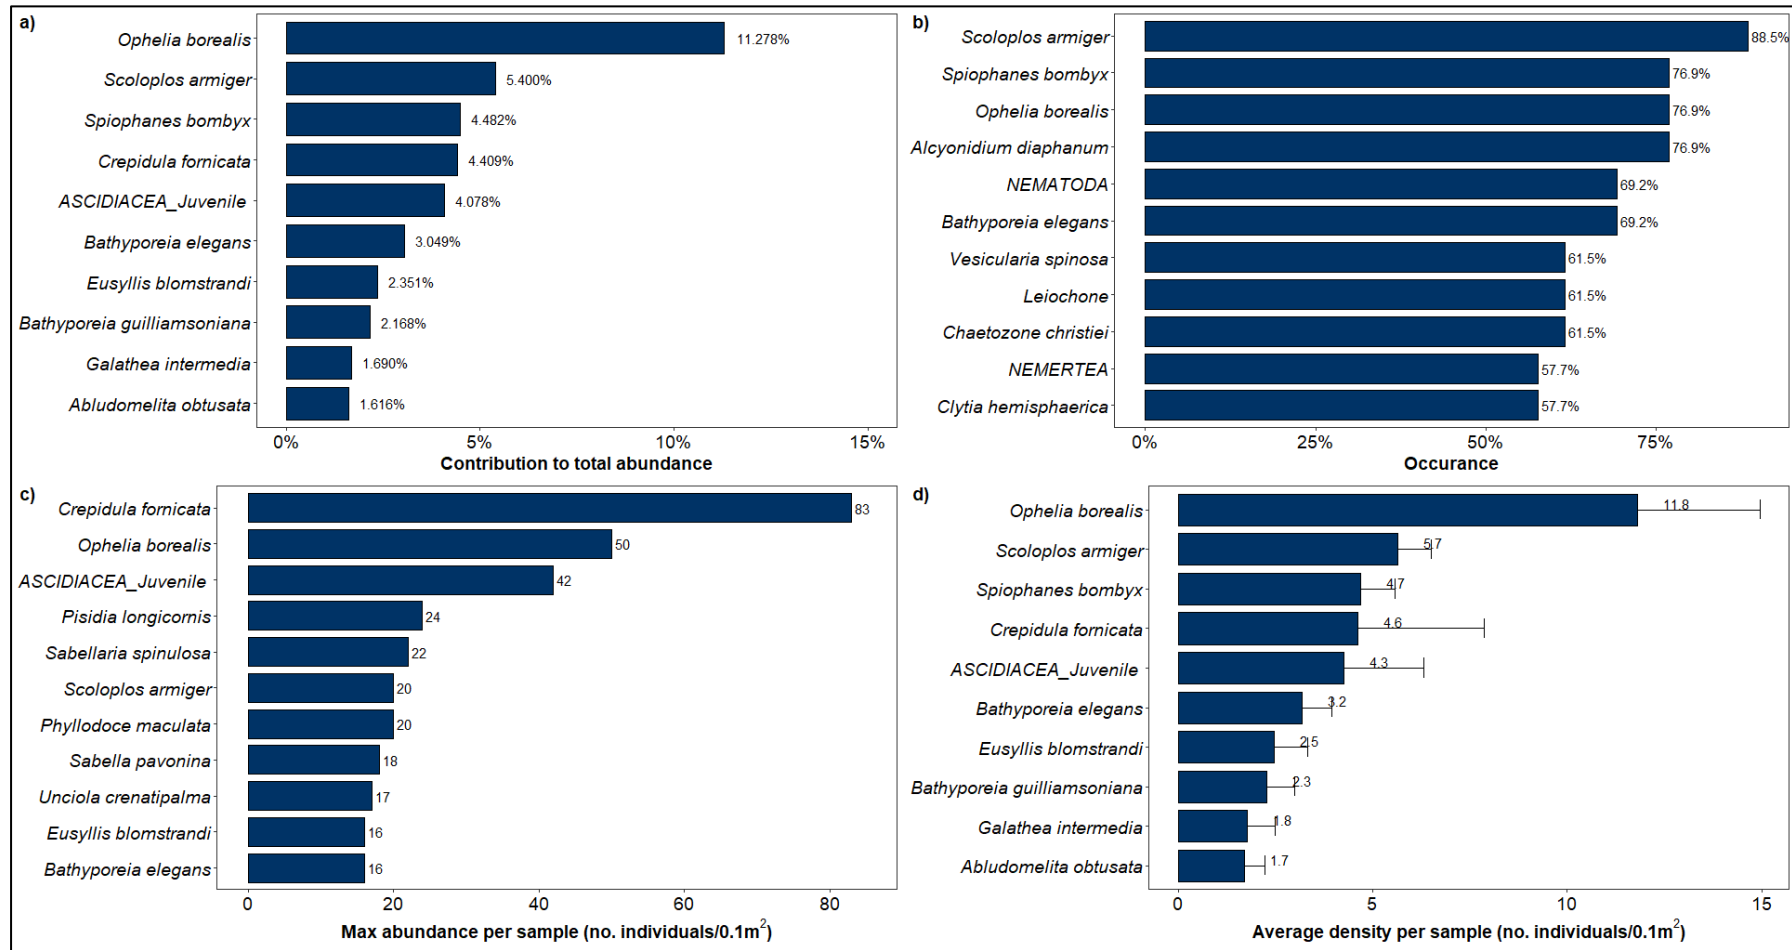 a)
Ophelia borealis 11.278%
Scoloplos armiger 5.400%
Spiophanes bombyx 4.482%
Crepidula fornicata 4.409%
ASCIDIACEA_Juvenile 4.078%
Bathyporeia elegans 3.049%
Eusyllis blomstrandi 2.351%
Bathyporeia guilliamsoniana 2.168%
Galathea intermedia 1.690%
Abludomelita obtusata 1.616%
0% 5% 10% 15%
Contribution to total abundance
b)
Scoloplos armiger 88.5%
Spiophanes bombyx 76.9%
Ophelia borealis 76.9%
Alcyonidium diaphanum 76.9%
NEMATODA 69.2%
Bathyporeia elegans 69.2%
Vesicularia spinosa 61.5%
Leiochone 61.5%
Chaetozone christiei 61.5%
NEMERTEA 57.7%
Clytia hemisphaerica 57.7%
0% 25% 50% 75%
Occurance
c)
Crepidula fornicata 83
Ophelia borealis 50
ASCIDIACEA_Juvenile 42
Pisidia longicornis 24
Sabellaria spinulosa 22
Scoloplos armiger 20
Phyllodoce maculata 20
Sabella pavonina 18
Unciola crenatipalma 17
Eusyllis blomstrandi 16
Bathyporeia elegans 16
0 20 40 60 80
Max abundance per sample (no. individuals/0.1m²)
d)
Ophelia borealis 11.8
Scoloplos armiger 5.7
Spiophanes bombyx 4.7
Crepidula fornicata 4.6
ASCIDIACEA_Juvenile 4.3
Bathyporeia elegans 3.2
Eusyllis blomstrandi 2.5
Bathyporeia guilliamsoniana 2.3
Galathea intermedia 1.8
Abludomelita obtusata 1.7
0 5 10 15
Average density per sample (no. individuals/0.1m²)